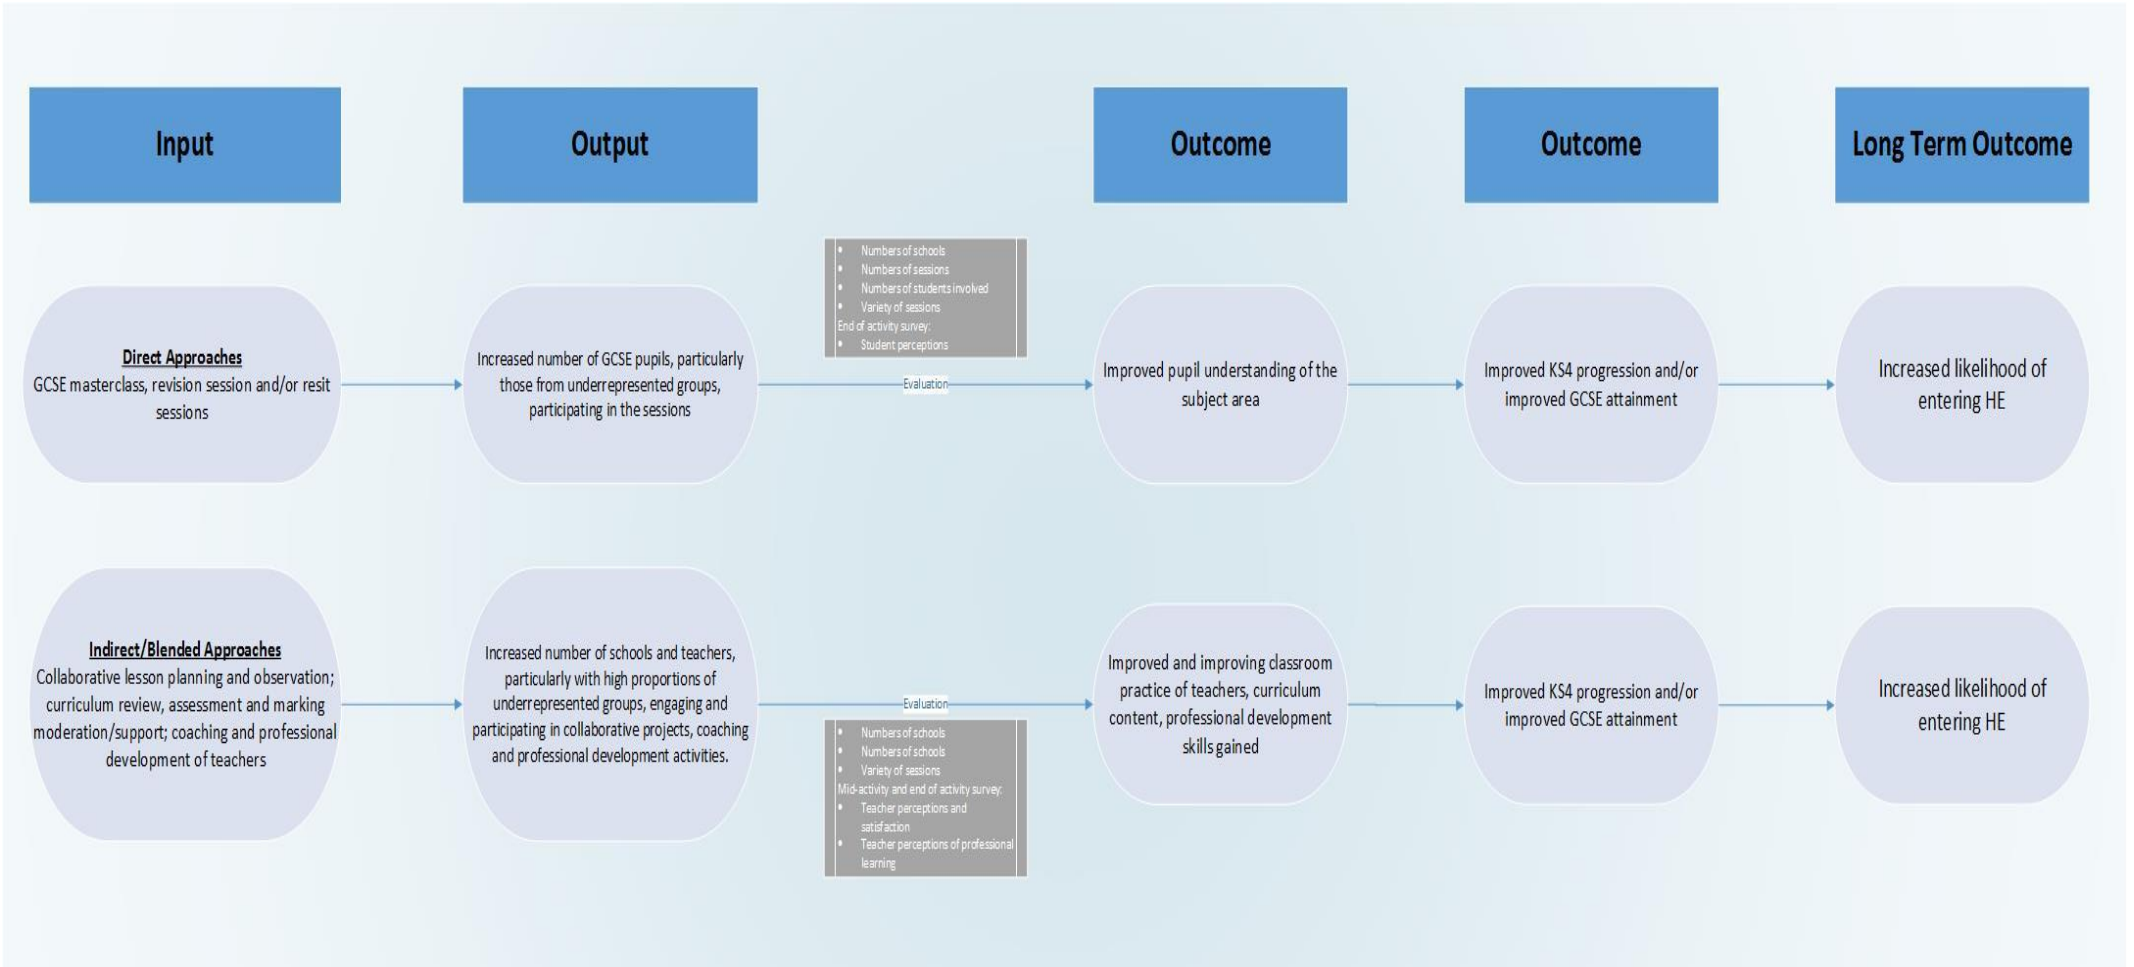 Input
Output
Outcome
Outcome
Long Term Outcome
Direct Approaches
GCSE masterclass, revision session and/or resit
sessions
Increased number of GCSE pupils, particularly
those from underrepresented groups,
participating in the sessions
• Numbers of schools
• Numbers of sessions
• Numbers of students involved
• Variety of sessions
End of activity survey:
• Student perceptions
Evaluation
Improved pupil understanding of the
subject area
Improved KS4 progression and/or
improved GCSE attainment
Increased likelihood of
entering HE
Indirect/Blended Approaches
Collaborative lesson planning and observation;
curriculum review, assessment and marking
moderation/support; coaching and professional
development of teachers
Increased number of schools and teachers,
particularly with high proportions of
underrepresented groups, engaging and
participating in collaborative projects, coaching
and professional development activities.
Evaluation
• Numbers of schools
• Numbers of schools
• Variety of sessions
Mid-activity and end of activity survey:
• Teacher perceptions and
satisfaction
• Teacher perceptions of professional
learning
Improved and improving classroom
practice of teachers, curriculum
content, professional development
skills gained
Improved KS4 progression and/or
improved GCSE attainment
Increased likelihood of
entering HE